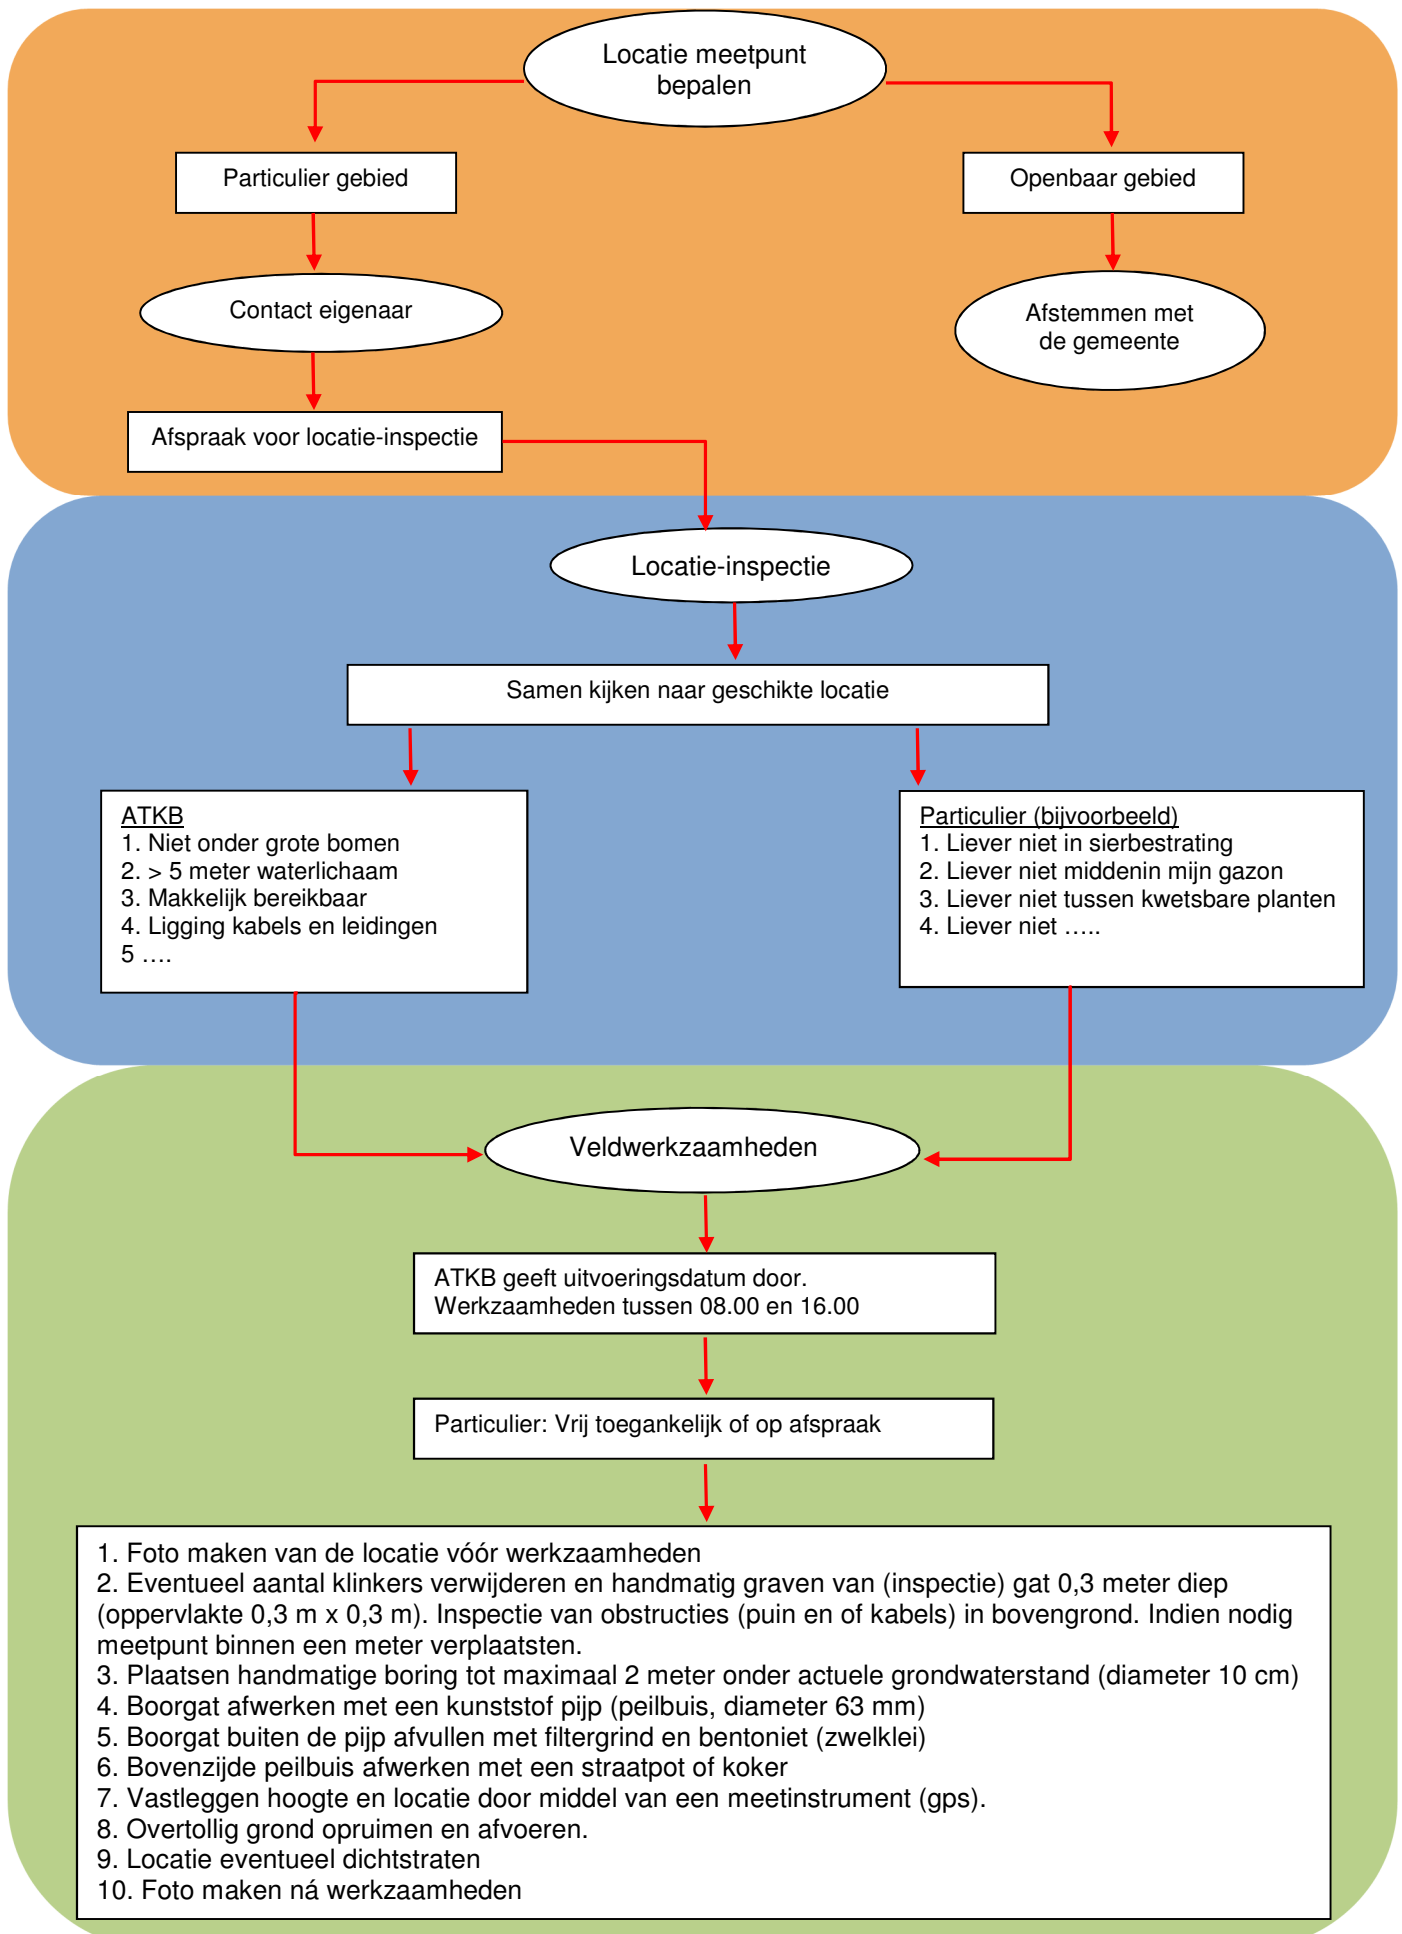 Locatie meetpunt
bepalen
Particulier gebied
Openbaar gebied
Contact eigenaar
Afstemmen met
de gemeente
Afspraak voor locatie-inspectie
Locatie-inspectie
Samen kijken naar geschikte locatie
ATKB
1. Niet onder grote bomen
2. > 5 meter waterlichaam
3. Makkelijk bereikbaar
4. Ligging kabels en leidingen
5 ….
Particulier (bijvoorbeeld)
1. Liever niet in sierbestrating
2. Liever niet middenin mijn gazon
3. Liever niet tussen kwetsbare planten
4. Liever niet …..
Veldwerkzaamheden
ATKB geeft uitvoeringsdatum door.
Werkzaamheden tussen 08.00 en 16.00
Particulier: Vrij toegankelijk of op afspraak
1. Foto maken van de locatie vóór werkzaamheden
2. Eventueel aantal klinkers verwijderen en handmatig graven van (inspectie) gat 0,3 meter diep
(oppervlakte 0,3 m x 0,3 m). Inspectie van obstructies (puin en of kabels) in bovengrond. Indien nodig
meetpunt binnen een meter verplaatsten.
3. Plaatsen handmatige boring tot maximaal 2 meter onder actuele grondwaterstand (diameter 10 cm)
4. Boorgat afwerken met een kunststof pijp (peilbuis, diameter 63 mm)
5. Boorgat buiten de pijp afvullen met filtergrind en bentoniet (zwelklei)
6. Bovenzijde peilbuis afwerken met een straatpot of koker
7. Vastleggen hoogte en locatie door middel van een meetinstrument (gps).
8. Overtollig grond opruimen en afvoeren.
9. Locatie eventueel dichtstraten
10. Foto maken ná werkzaamheden